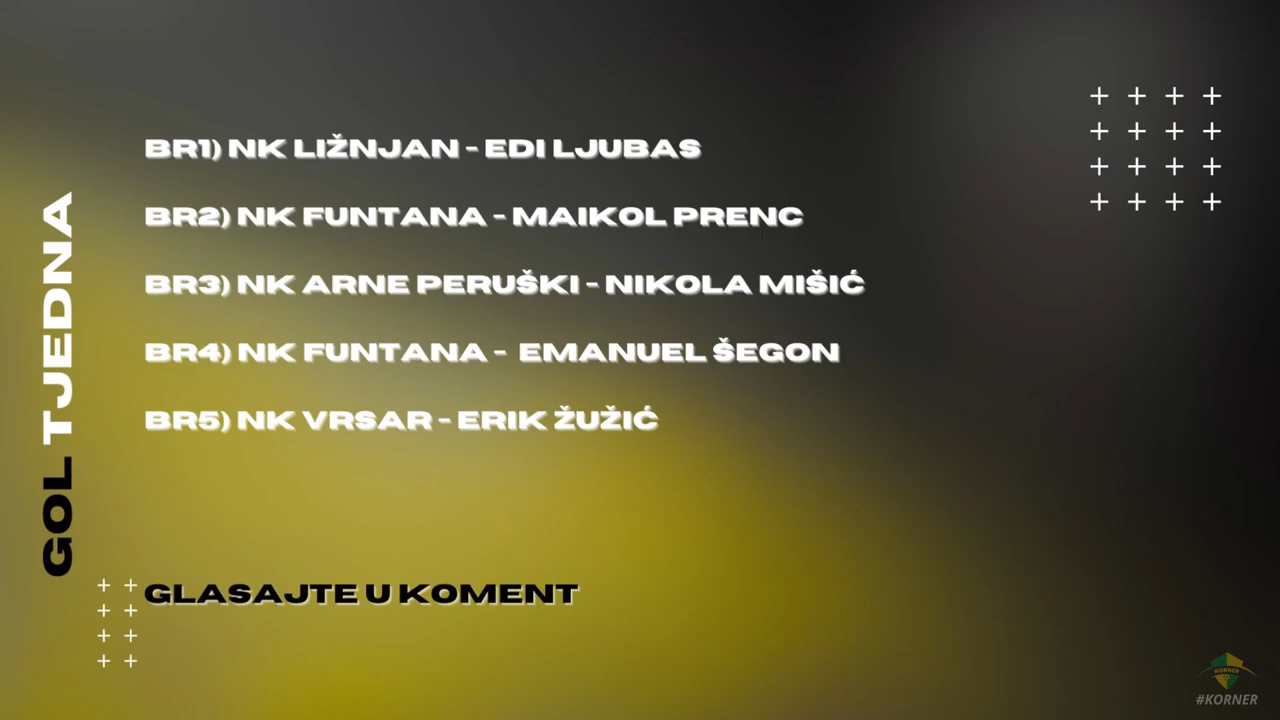 GOL TJEDNA
BR1) NK LIŽNJAN - EDI LJUBAS
BR2) NK FUNTANA - MAIKOL PRENC
BR3) NK ARNE PERUŠKI - NIKOLA MIŠIĆ
BR4) NK FUNTANA - EMANUEL ŠEGON
BR5) NK VRSAR - ERIK ŽUŽIĆ
GLASAJTE U KOMENT
KORNER
#KORNER